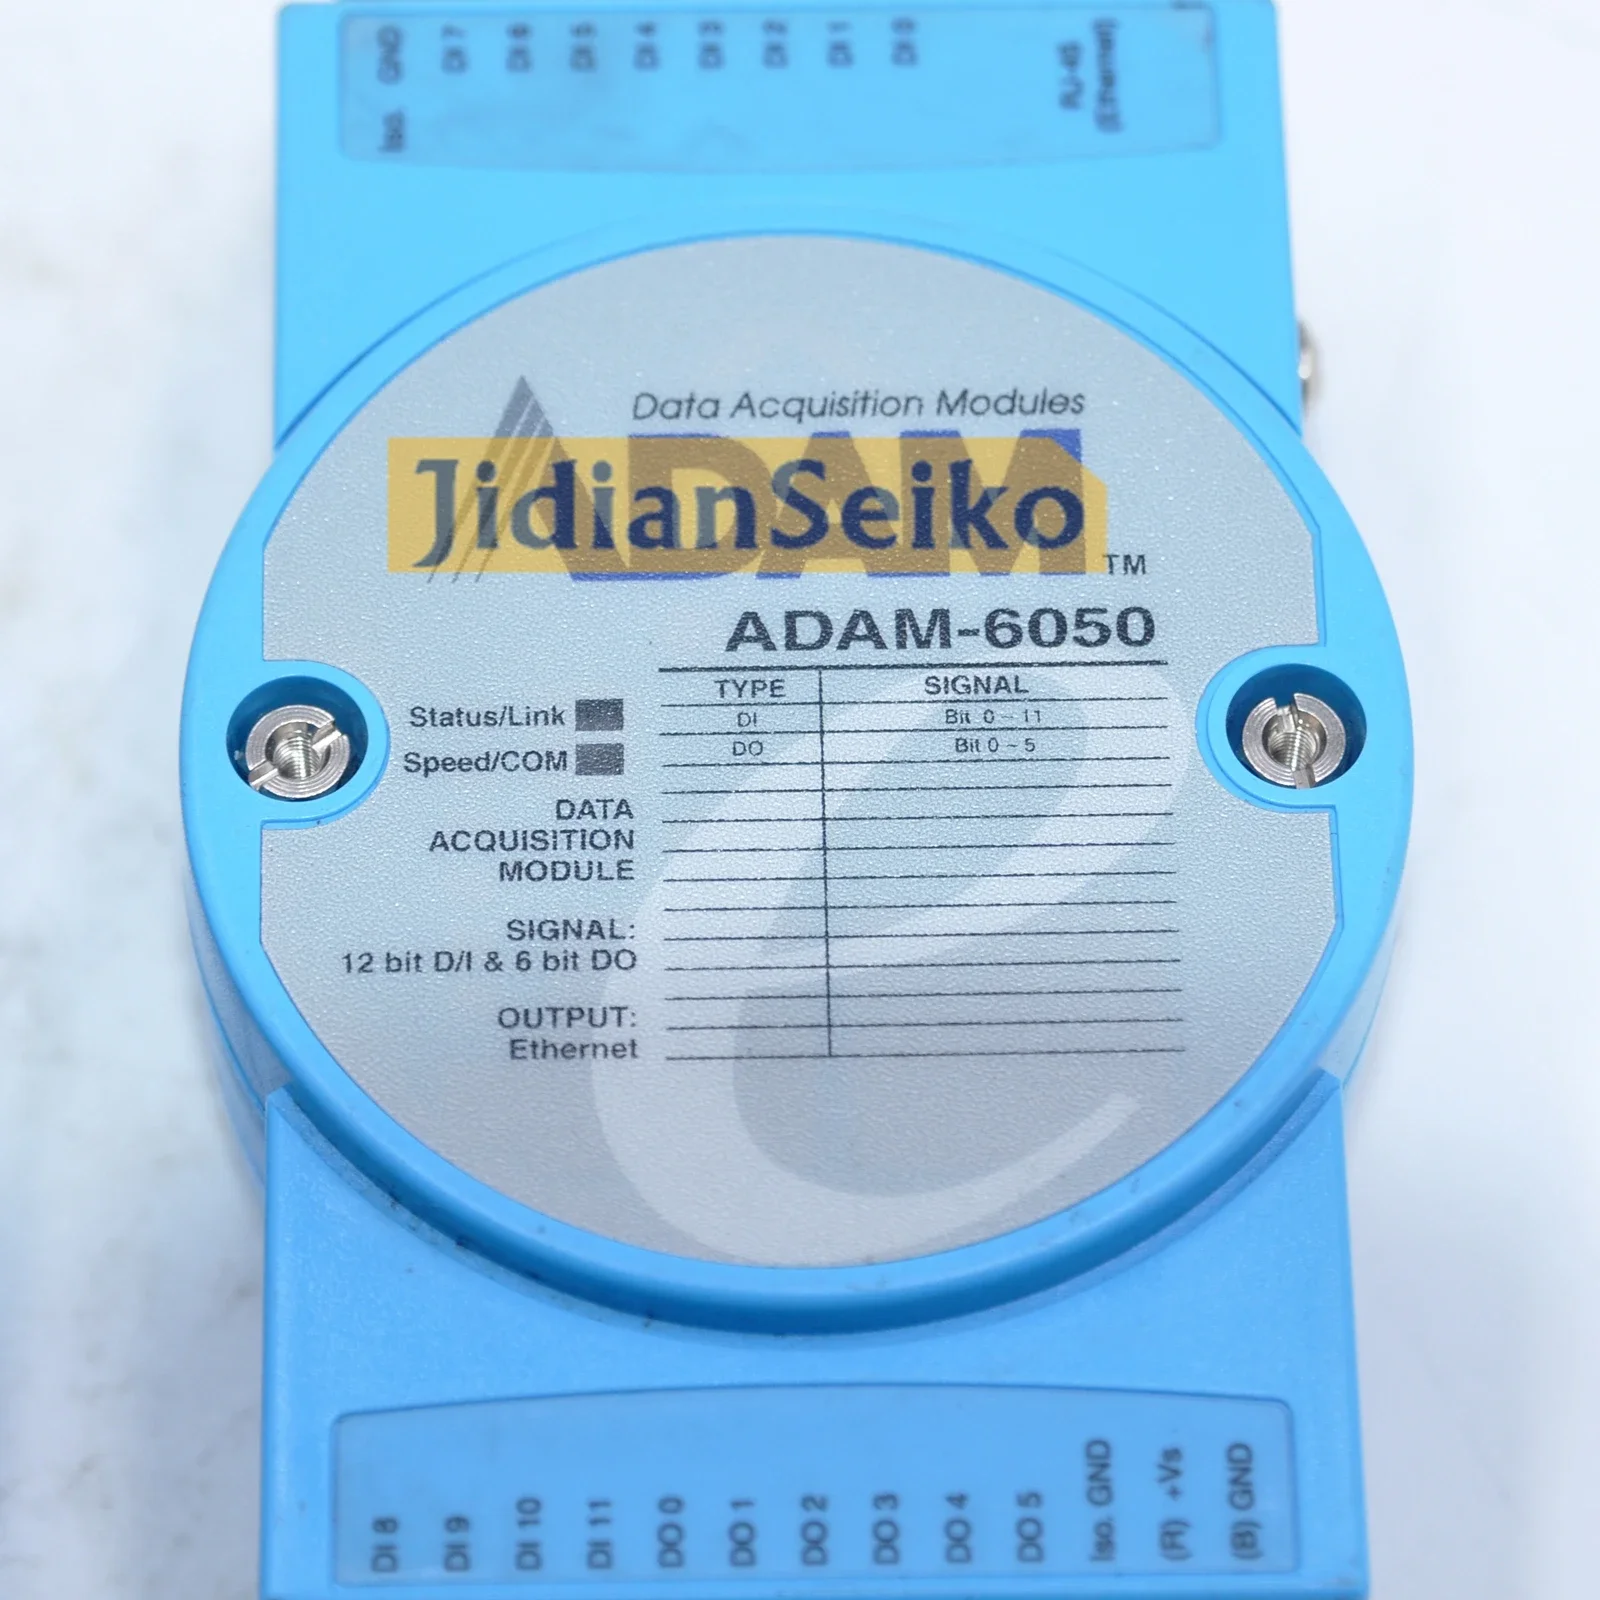 Iso. GND
DI 7
DI 6
DI 5
DI 4
DI 3
DI 2
DI 1
DI 0
RJ-45
(Ethernet)
Data Acquisition Modules
ADAM
JidianSeiko
TM
ADAM-6050
TYPE SIGNAL
Status/Link DI Bit 0 ~ 11
Speed/COM DO Bit 0 ~ 5
DATA
ACQUISITION
MODULE
SIGNAL:
12 bit D/I & 6 bit DO
OUTPUT:
Ethernet
DI 8
DI 9
DI 10
DI 11
DO 0
DO 1
DO 2
DO 3
DO 4
DO 5
Iso. GND
(R) +Vs
(B) GND